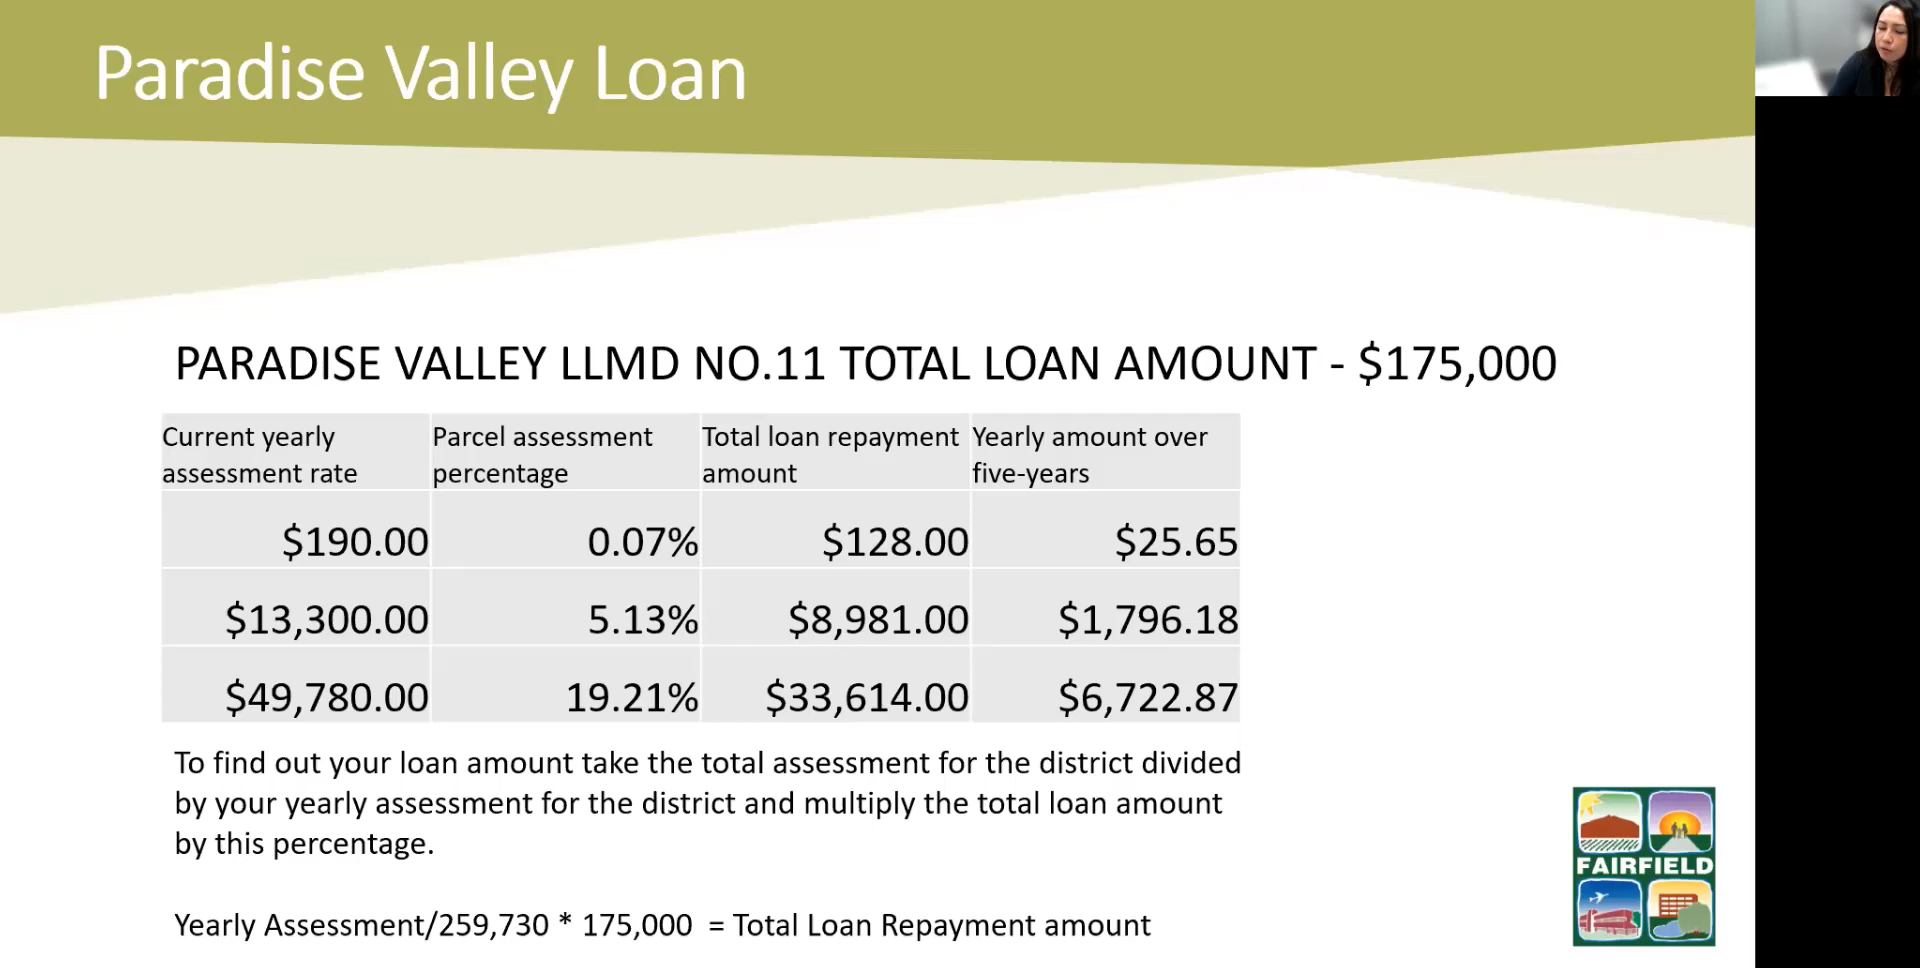 Paradise Valley Loan
PARADISE VALLEY LLMD NO.11 TOTAL LOAN AMOUNT - $175,000
Current yearly assessment rate
Parcel assessment percentage
Total loan repayment amount
Yearly amount over five-years
$190.00 0.07% $128.00 $25.65
$13,300.00 5.13% $8,981.00 $1,796.18
$49,780.00 19.21% $33,614.00 $6,722.87
To find out your loan amount take the total assessment for the district divided
by your yearly assessment for the district and multiply the total loan amount
by this percentage.
Yearly Assessment/259,730 * 175,000 = Total Loan Repayment amount
FAIRFIELD